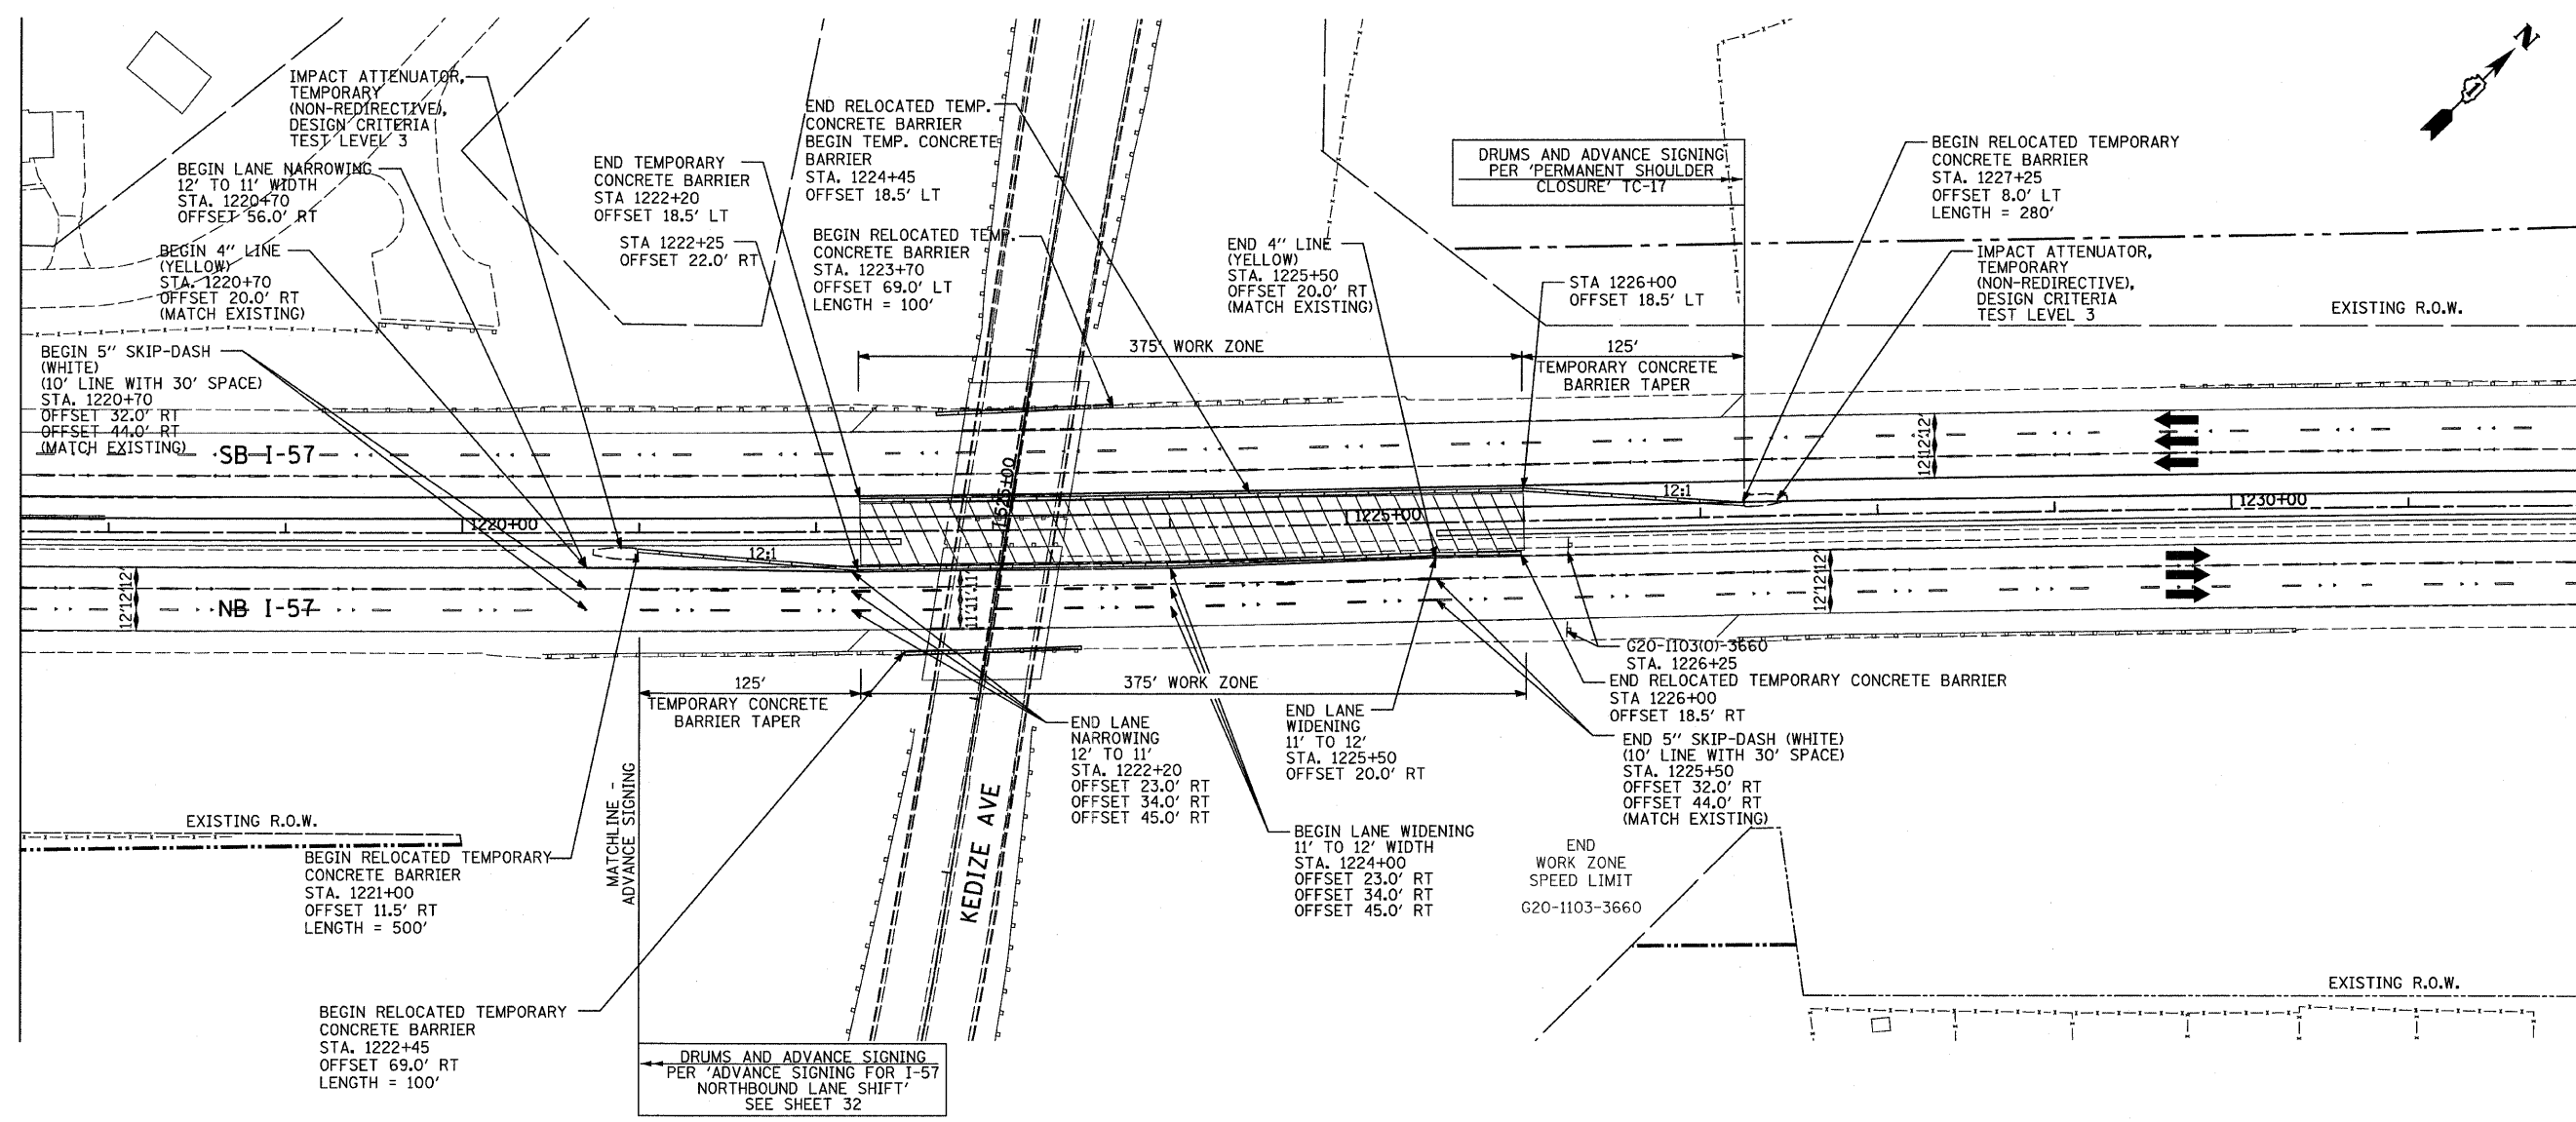 IMPACT ATTENUATOR,
TEMPORARY
(NON-REDIRECTIVE),
DESIGN CRITERIA
TEST LEVEL 3
BEGIN LANE NARROWING
12' TO 11' WIDTH
STA. 1220+70
OFFSET 56.0' RT
BEGIN 4" LINE
(YELLOW)
STA. 1220+70
OFFSET 20.0' RT
(MATCH EXISTING)
BEGIN 5" SKIP-DASH
(WHITE)
(10' LINE WITH 30' SPACE)
STA. 1220+70
OFFSET 32.0' RT
OFFSET 44.0' RT
(MATCH EXISTING)
END TEMPORARY
CONCRETE BARRIER
STA 1222+20
OFFSET 18.5' LT
STA 1222+25
OFFSET 22.0' RT
END RELOCATED TEMP.
CONCRETE BARRIER
BEGIN TEMP. CONCRETE
BARRIER
STA. 1224+45
OFFSET 18.5' LT
BEGIN RELOCATED TEMP.
CONCRETE BARRIER
STA. 1223+70
OFFSET 69.0' LT
LENGTH = 100'
END 4" LINE
(YELLOW)
STA. 1225+50
OFFSET 20.0' RT
(MATCH EXISTING)
DRUMS AND ADVANCE SIGNING
PER 'PERMANENT SHOULDER
CLOSURE' TC-17
STA 1226+00
OFFSET 18.5' LT
BEGIN RELOCATED TEMPORARY
CONCRETE BARRIER
STA. 1227+25
OFFSET 8.0' LT
LENGTH = 280'
IMPACT ATTENUATOR,
TEMPORARY
(NON-REDIRECTIVE),
DESIGN CRITERIA
TEST LEVEL 3
N
1
EXISTING R.O.W.
375' WORK ZONE
125'
TEMPORARY CONCRETE
BARRIER TAPER
SB I-57
12'12'12'
12:1
1220+00
1525+00
1225+00
1230+00
12:1
12'12'12'
NB I-57
11'11'11'
12'12'12'
125'
TEMPORARY CONCRETE
BARRIER TAPER
375' WORK ZONE
G20-I103(0)-3660
STA. 1226+25
END RELOCATED TEMPORARY CONCRETE BARRIER
STA 1226+00
OFFSET 18.5' RT
END LANE
NARROWING
12' TO 11'
STA. 1222+20
OFFSET 23.0' RT
OFFSET 34.0' RT
OFFSET 45.0' RT
END LANE
WIDENING
11' TO 12'
STA. 1225+50
OFFSET 20.0' RT
END 5" SKIP-DASH (WHITE)
(10' LINE WITH 30' SPACE)
STA. 1225+50
OFFSET 32.0' RT
OFFSET 44.0' RT
(MATCH EXISTING)
BEGIN LANE WIDENING
11' TO 12' WIDTH
STA. 1224+00
OFFSET 23.0' RT
OFFSET 34.0' RT
OFFSET 45.0' RT
END
WORK ZONE
SPEED LIMIT
G20-1103-3660
MATCHLINE -
ADVANCE SIGNING
KEDIZE AVE
EXISTING R.O.W.
BEGIN RELOCATED TEMPORARY
CONCRETE BARRIER
STA. 1221+00
OFFSET 11.5' RT
LENGTH = 500'
BEGIN RELOCATED TEMPORARY
CONCRETE BARRIER
STA. 1222+45
OFFSET 69.0' RT
LENGTH = 100'
DRUMS AND ADVANCE SIGNING
PER 'ADVANCE SIGNING FOR I-57
NORTHBOUND LANE SHIFT'
SEE SHEET 32
EXISTING R.O.W.